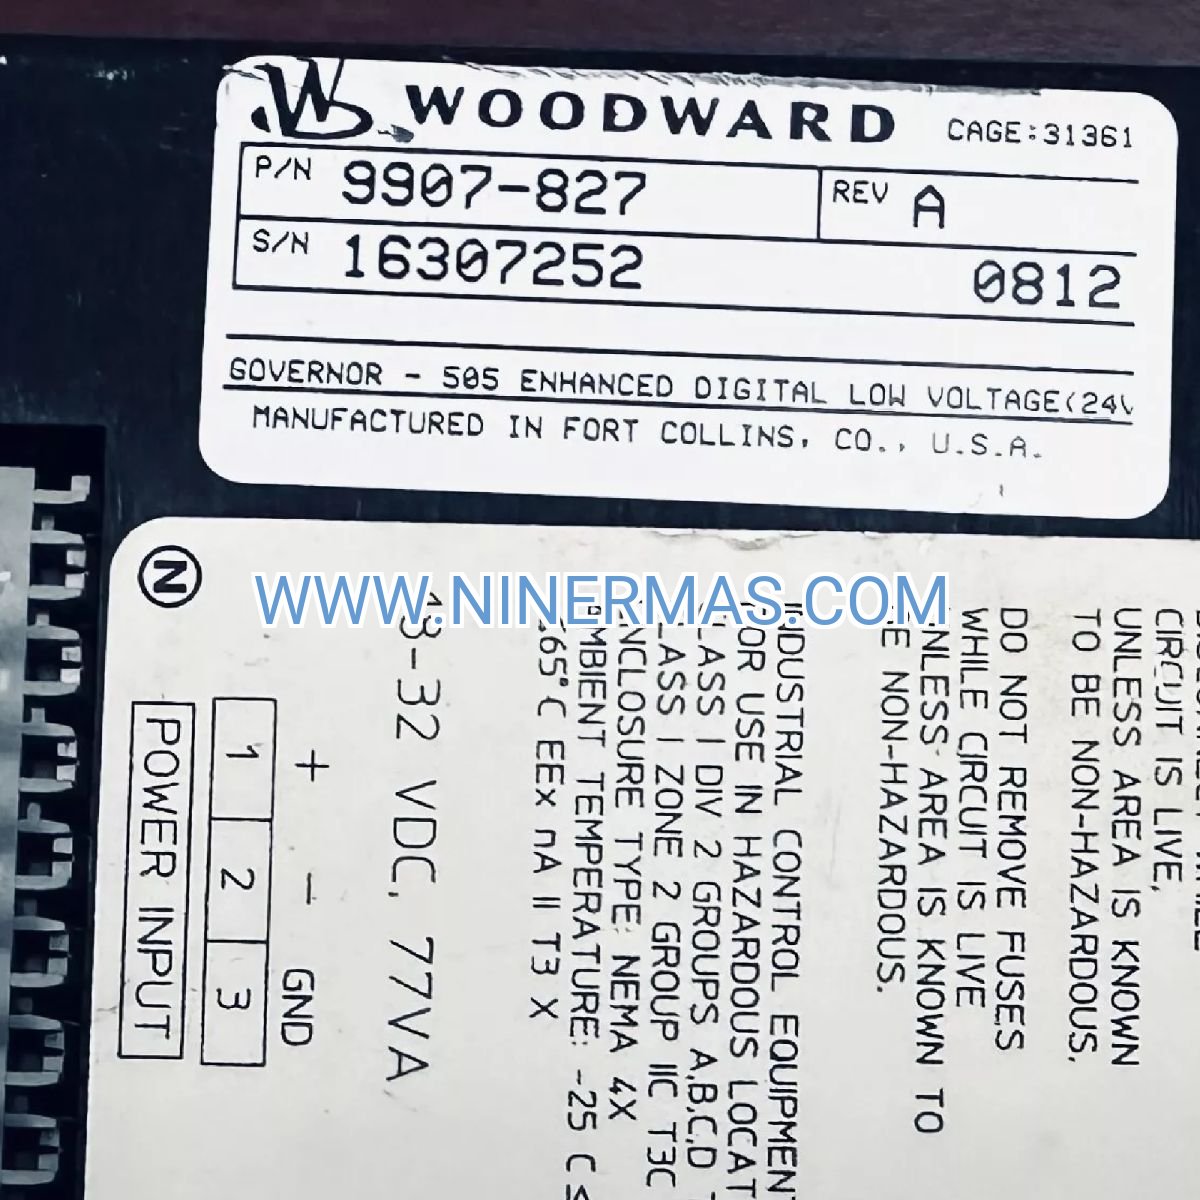 WOODWARD CAGE:31361
P/N 9907-827 REV A
S/N 16307252 0812
GOVERNOR - 505 ENHANCED DIGITAL LOW VOLTAGE(24V
MANUFACTURED IN FORT COLLINS, CO., U.S.A.
N
WWW.NINERMAS.COM
CIRCUIT IS LIVE,
UNLESS AREA IS KNOWN
TO BE NON-HAZARDOUS.
DO NOT REMOVE FUSES
WHILE CIRCUIT IS LIVE
UNLESS AREA IS KNOWN TO
BE NON-HAZARDOUS.
INDUSTRIAL CONTROL EQUIPMEN
FOR USE IN HAZARDOUS LOCAT
CLASS I DIV 2 GROUPS A,B,C,D T
CLASS I ZONE 2 GROUP IIC T3C
ENCLOSURE TYPE: NEMA 4X
AMBIENT TEMPERATURE: -25 C≤
≤65°C EEx nA II T3 X
18-32 VDC, 77VA
+ - GND
1 2 3
POWER INPUT